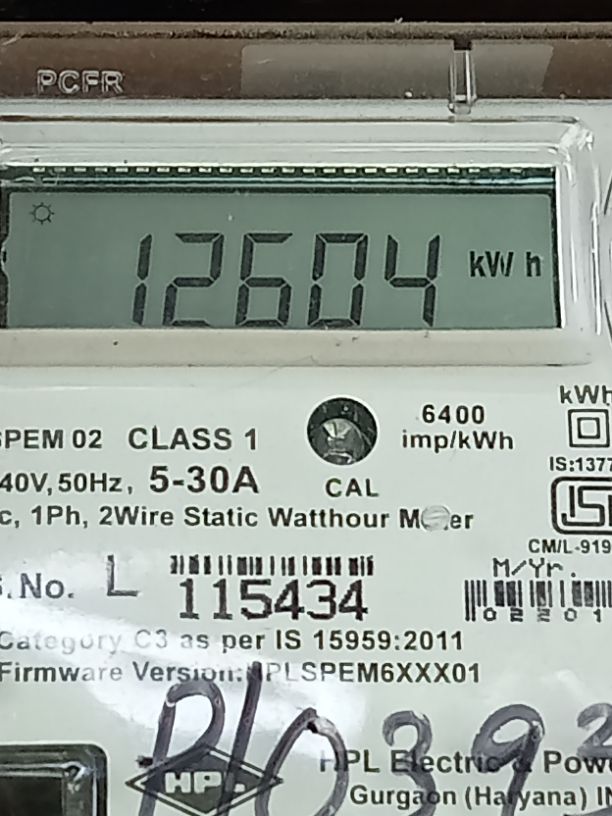 PCFR
12604 kWh
6400
kWh
PEM 02 CLASS 1
imp/kWh
40V, 50Hz, 5-30A
CAL
IS:1377
c, 1Ph, 2Wire Static Watthour M er
CM/L-919
.No. L 115434
M/Yr.
02201
Category C3 as per IS 15959:2011
Firmware Version: HPLSPEM6XXX01
HPL
HPL Electric & Powe
Gurgaon (Haryana) IN